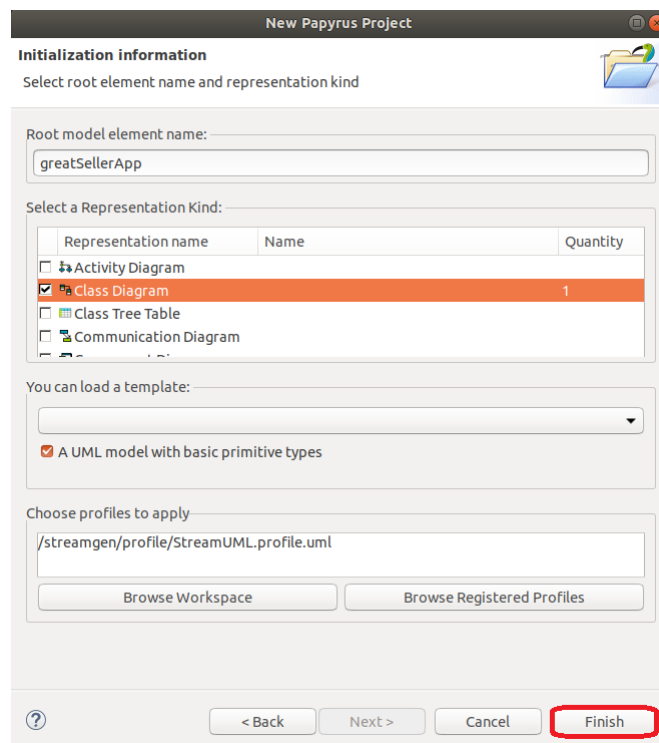 New Papyrus Project
Initialization information
Select root element name and representation kind
Root model element name:
greatSellerApp
Select a Representation Kind:
Representation name Name Quantity
Activity Diagram
Class Diagram 1
Class Tree Table
Communication Diagram
You can load a template:
A UML model with basic primitive types
Choose profiles to apply
/streamgen/profile/StreamUML.profile.uml
Browse Workspace Browse Registered Profiles
? < Back Next > Cancel Finish